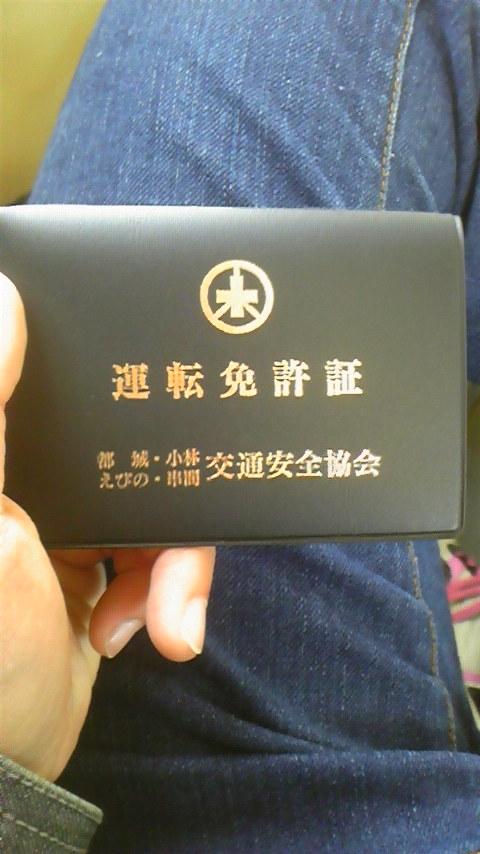 運転免許証
都城・小林
えびの・串間
交通安全協会